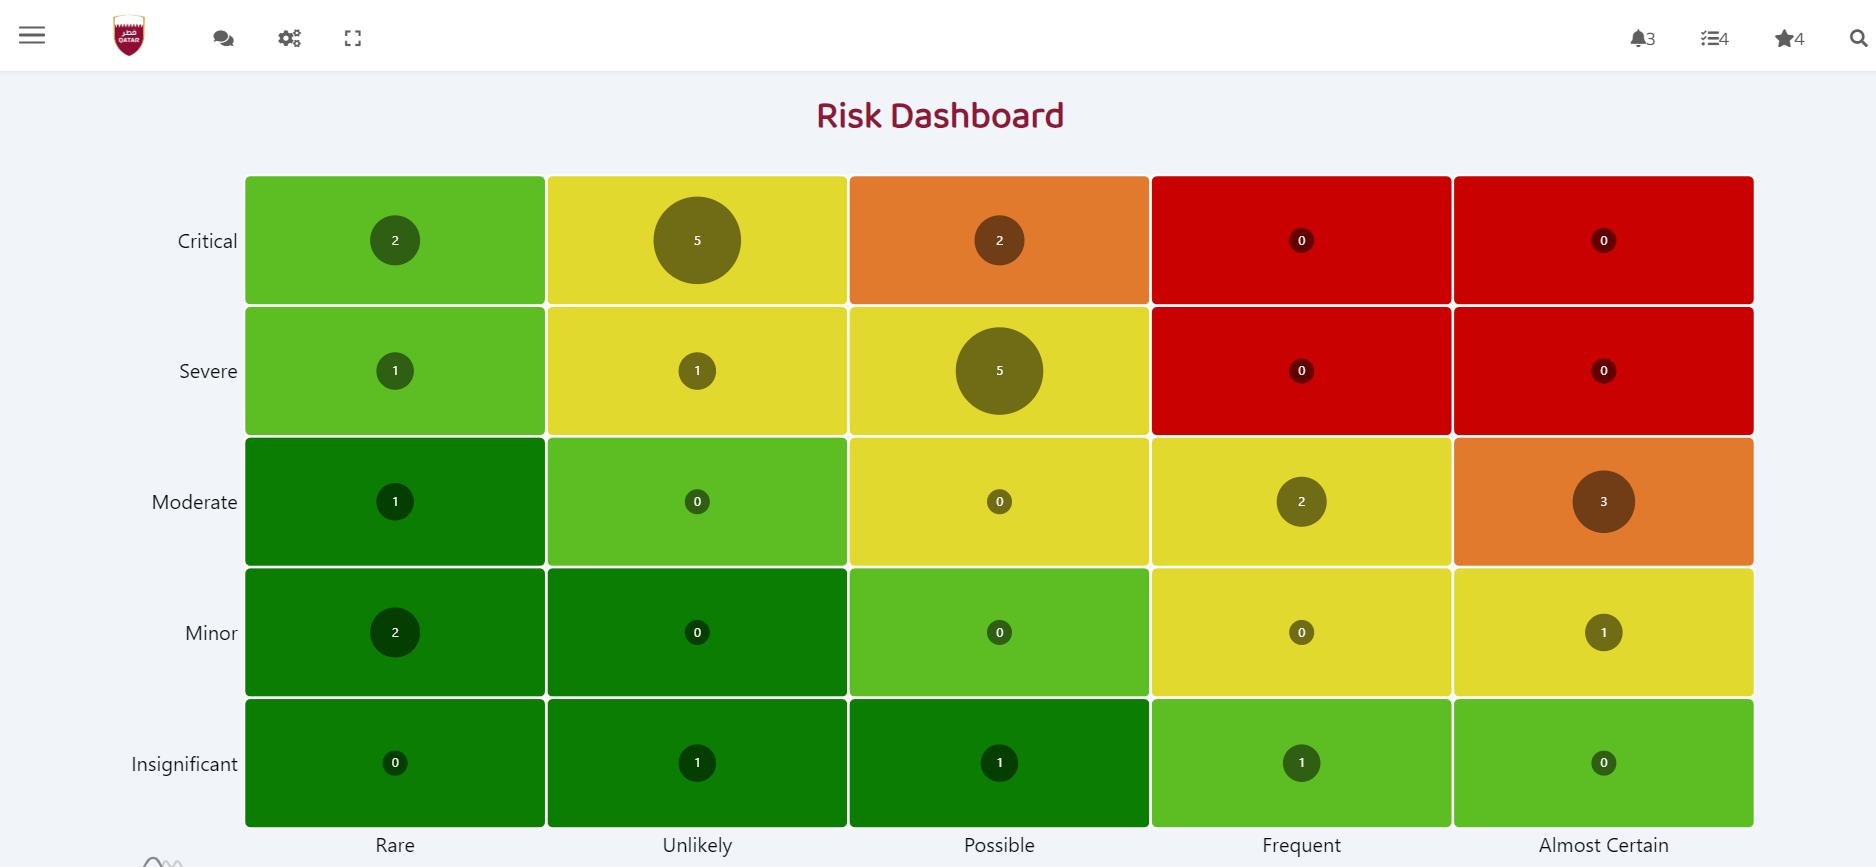 قطر
QATAR
3
4
4
Risk Dashboard
Critical
2
5
2
0
0
Severe
1
1
5
0
0
Moderate
1
0
0
2
3
Minor
2
0
0
0
1
Insignificant
0
1
1
1
0
Rare
Unlikely
Possible
Frequent
Almost Certain